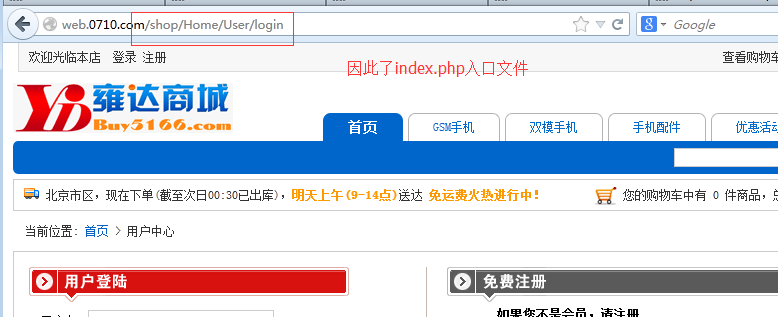 web.0710.com/shop/Home/User/login
Google
欢迎光临本店 登录 注册
查看购物
因此了index.php入口文件
YD 雍达商城
Buy5166.com
首页 GSM手机 双模手机 手机配件 优惠活
北京市区，现在下单(截至次日00:30已出库)，明天上午(9-14点)送达 免运费火热进行中！
您的购物车中有 0 件商品，
当前位置: 首页 > 用户中心
用户登陆
免费注册
如果您不是会员，请注册